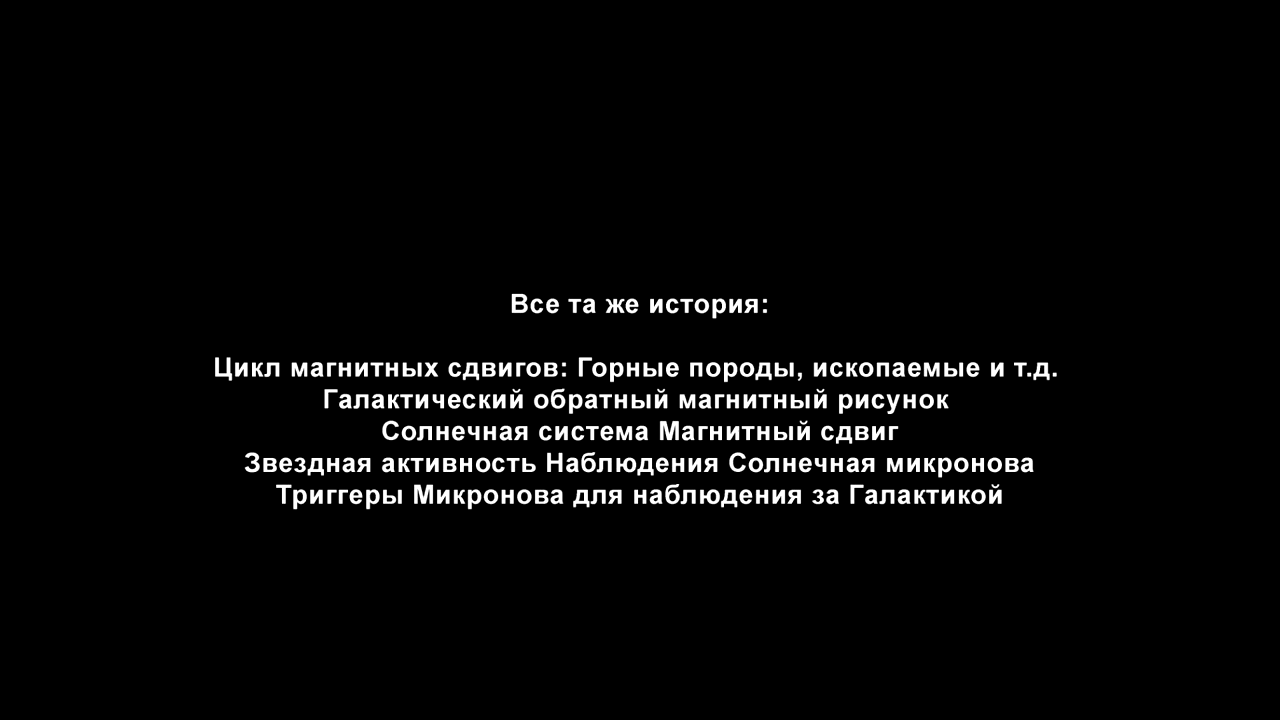 Все та же история:
Цикл магнитных сдвигов: Горные породы, ископаемые и т.д.
Галактический обратный магнитный рисунок
Солнечная система Магнитный сдвиг
Звездная активность Наблюдения Солнечная микронова
Триггеры Микронова для наблюдения за Галактикой